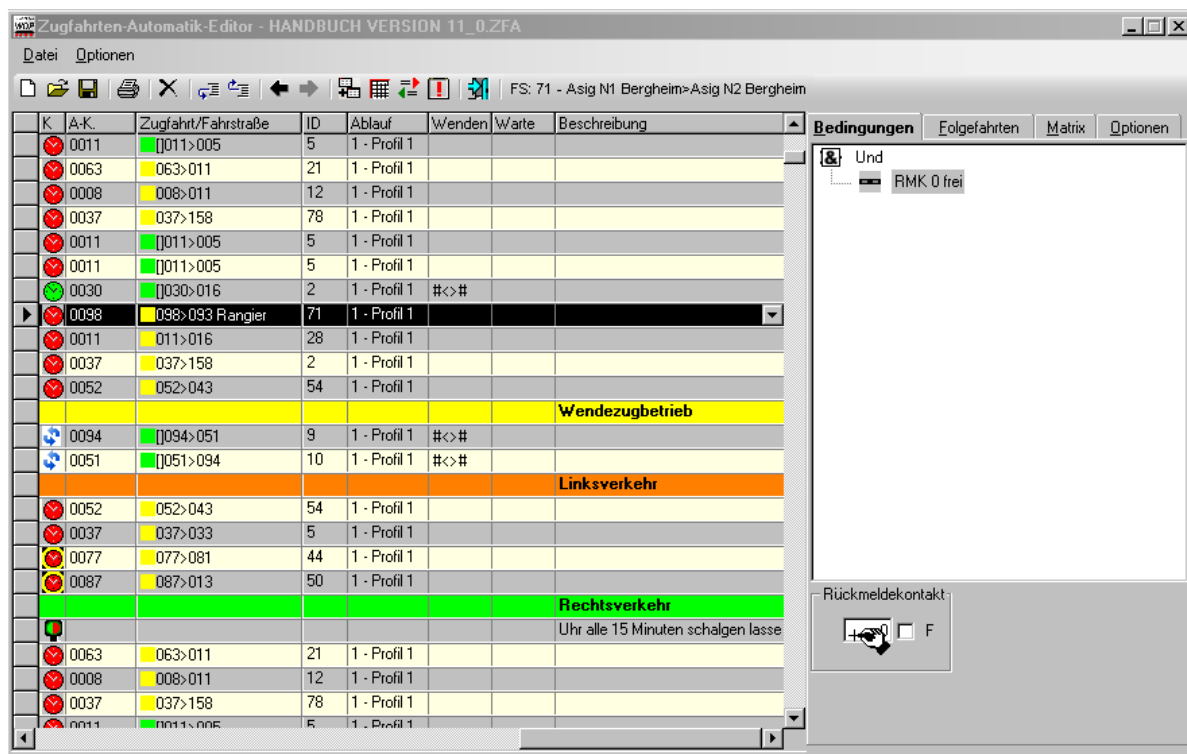 Zugfahrten-Automatik-Editor - HANDBUCH VERSION 11_0.ZFA
Datei Optionen
FS: 71 - Asig N1 Bergheim>Asig N2 Bergheim
K A-K. Zugfahrt/Fahrstraße ID Ablauf Wenden Warte Beschreibung
0011 []011>005 5 1 - Profil 1
0063 063>011 21 1 - Profil 1
0008 008>011 12 1 - Profil 1
0037 037>158 78 1 - Profil 1
0011 []011>005 5 1 - Profil 1
0011 []011>005 5 1 - Profil 1
0030 []030>016 2 1 - Profil 1 #<>#
0098 098>093 Rangier 71 1 - Profil 1
0011 011>016 28 1 - Profil 1
0037 037>158 2 1 - Profil 1
0052 052>043 54 1 - Profil 1
Wendezugbetrieb
0094 []094>051 9 1 - Profil 1 #<>#
0051 []051>094 10 1 - Profil 1 #<>#
Linksverkehr
0052 052>043 54 1 - Profil 1
0037 037>033 5 1 - Profil 1
0077 077>081 44 1 - Profil 1
0087 087>013 50 1 - Profil 1
Rechtsverkehr
Uhr alle 15 Minuten schalgen lasse
0063 063>011 21 1 - Profil 1
0008 008>011 12 1 - Profil 1
0037 037>158 78 1 - Profil 1
0011 []011>005 5 1 - Profil 1
Bedingungen Folgefahrten Matrix Optionen
& Und
RMK 0 frei
Rückmeldekontakt
F